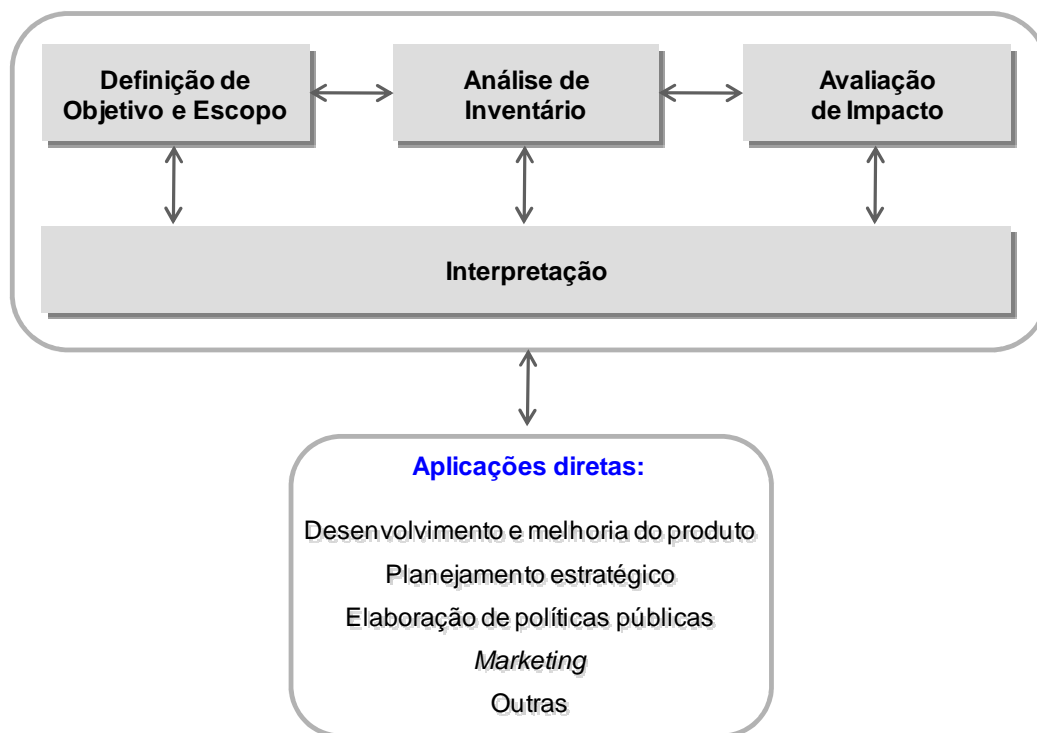 Definição de
Objetivo e Escopo
Análise de
Inventário
Avaliação
de Impacto
Interpretação
Aplicações diretas:
Desenvolvimento e melhoria do produto
Planejamento estratégico
Elaboração de políticas públicas
Marketing
Outras